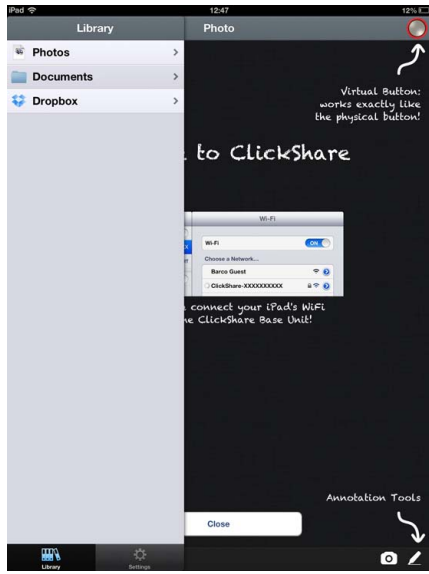 iPad 12:47 12%
Library
Photo
Photos
Documents
Dropbox
Virtual Button:
works exactly like
the physical button!
to ClickShare
Wi-Fi
Wi-Fi ON
Choose a Network...
Barco Guest
ClickShare-XXXXXXXXXX
connect your iPad's WiFi
ClickShare Base Unit!
Annotation Tools
Close
Library
Settings